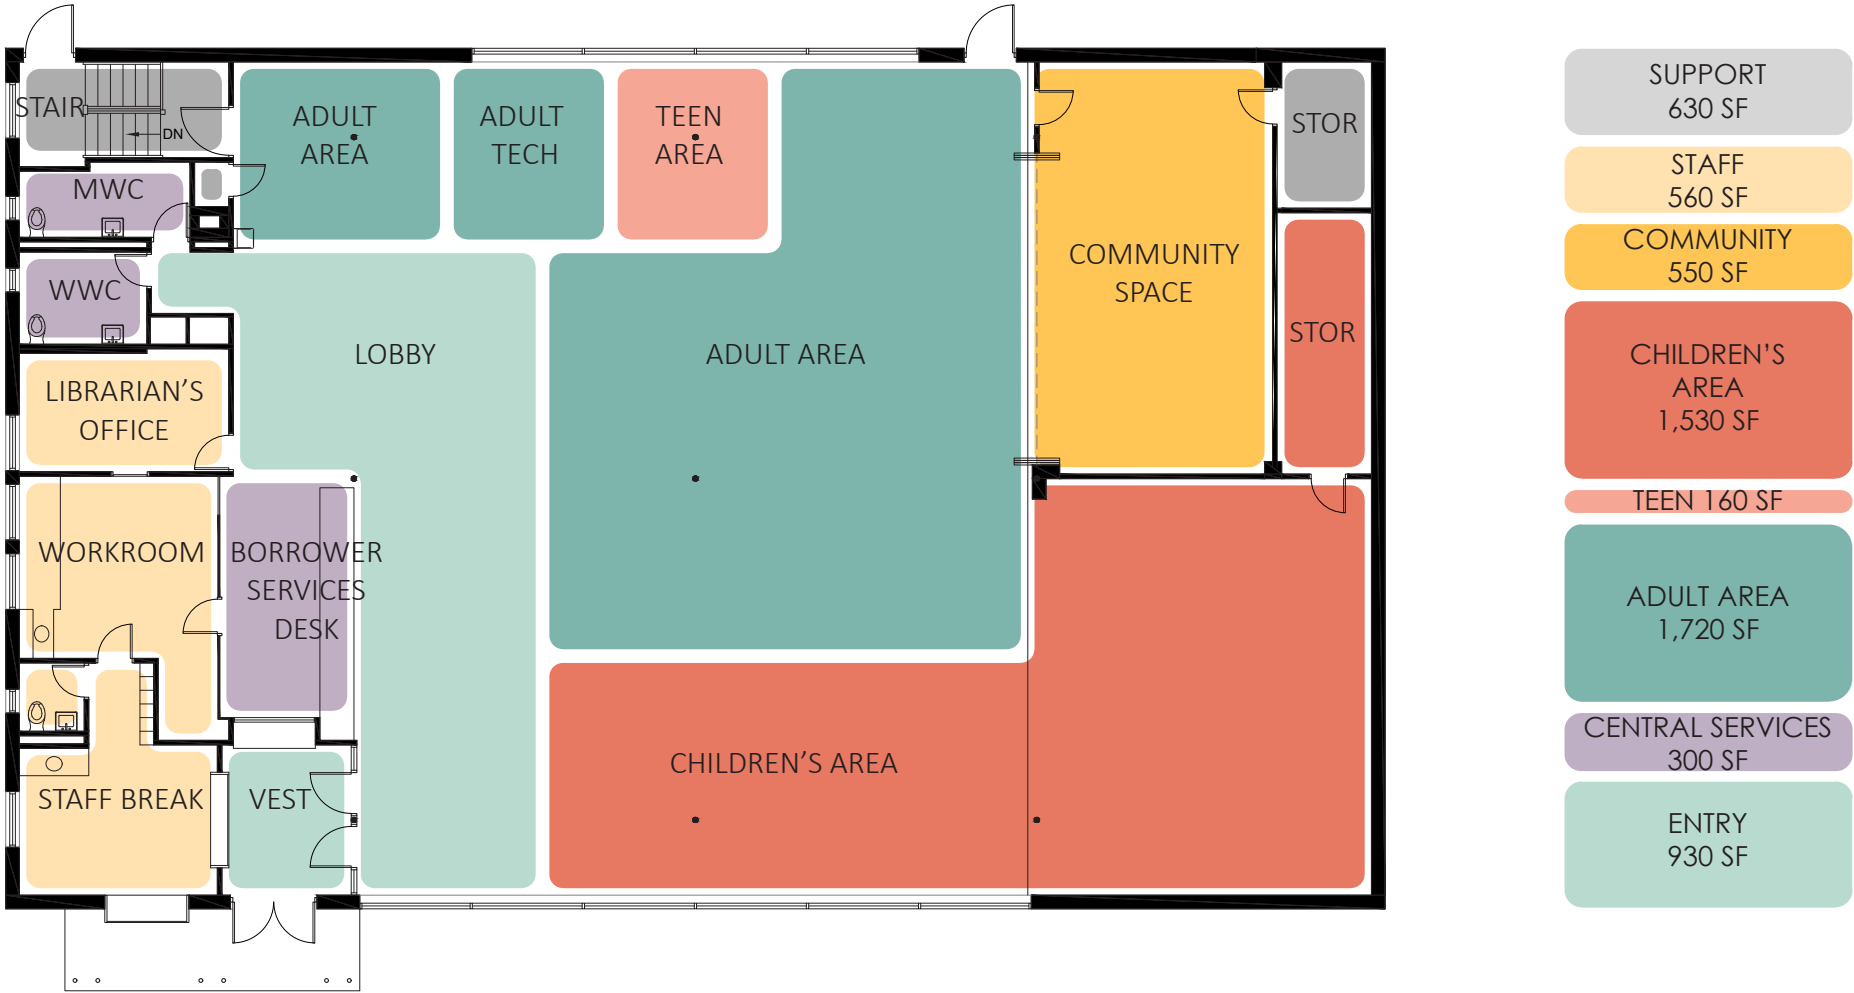 STAIR
DN
ADULT
AREA
ADULT
TECH
TEEN
AREA
STOR
MWC
WWC
COMMUNITY
SPACE
STOR
LOBBY
ADULT AREA
LIBRARIAN’S
OFFICE
WORKROOM
BORROWER
SERVICES
DESK
CHILDREN’S AREA
STAFF BREAK
VEST
SUPPORT
630 SF
STAFF
560 SF
COMMUNITY
550 SF
CHILDREN’S
AREA
1,530 SF
TEEN 160 SF
ADULT AREA
1,720 SF
CENTRAL SERVICES
300 SF
ENTRY
930 SF